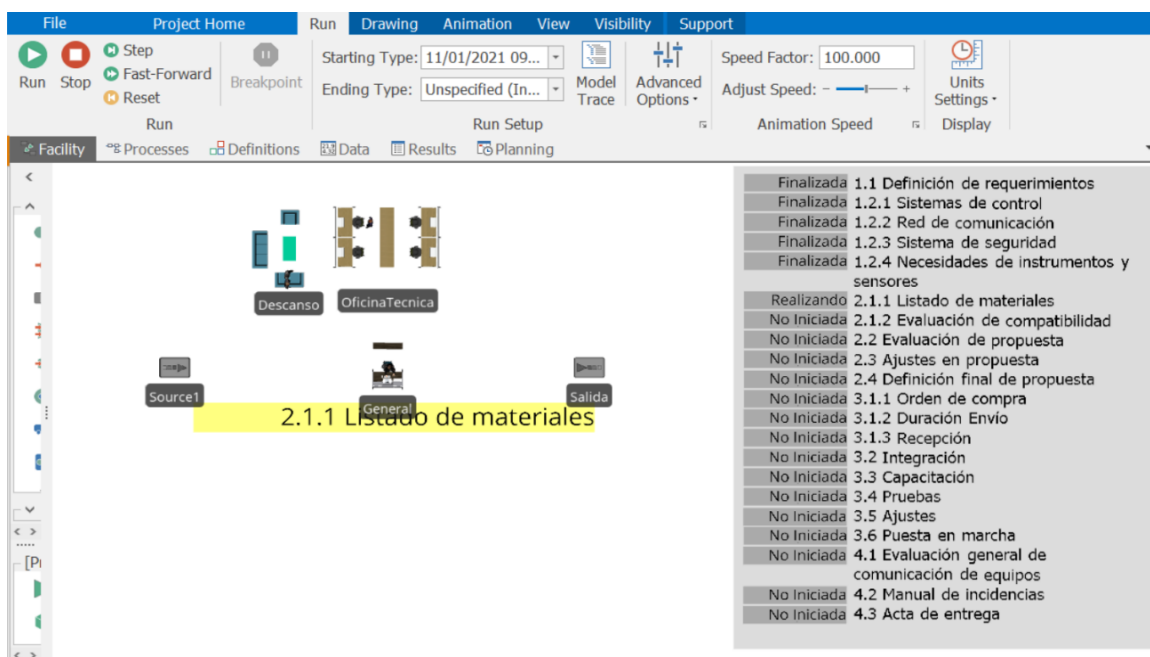 File Project Home Run Drawing Animation View Visibility Support
Run
Stop
Step
Fast-Forward
Reset
Breakpoint
Run
Starting Type: 11/01/2021 09...
Ending Type: Unspecified (In...
Model Trace
Advanced Options
Run Setup
Speed Factor: 100.000
Adjust Speed: - +
Animation Speed
Units Settings
Display
Facility Processes Definitions Data Results Planning
Descanso
OficinaTecnica
Source1
General
Salida
2.1.1 Listado de materiales
Finalizada 1.1 Definición de requerimientos
Finalizada 1.2.1 Sistemas de control
Finalizada 1.2.2 Red de comunicación
Finalizada 1.2.3 Sistema de seguridad
Finalizada 1.2.4 Necesidades de instrumentos y
sensores
Realizando 2.1.1 Listado de materiales
No Iniciada 2.1.2 Evaluación de compatibilidad
No Iniciada 2.2 Evaluación de propuesta
No Iniciada 2.3 Ajustes en propuesta
No Iniciada 2.4 Definición final de propuesta
No Iniciada 3.1.1 Orden de compra
No Iniciada 3.1.2 Duración Envío
No Iniciada 3.1.3 Recepción
No Iniciada 3.2 Integración
No Iniciada 3.3 Capacitación
No Iniciada 3.4 Pruebas
No Iniciada 3.5 Ajustes
No Iniciada 3.6 Puesta en marcha
No Iniciada 4.1 Evaluación general de
comunicación de equipos
No Iniciada 4.2 Manual de incidencias
No Iniciada 4.3 Acta de entrega